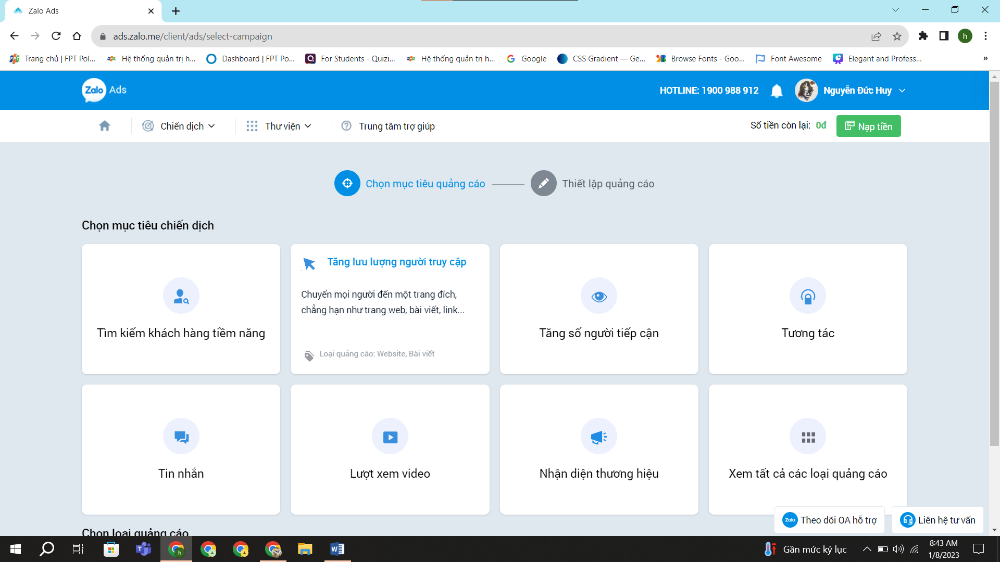 Zalo Ads
ads.zalo.me/client/ads/select-campaign
h
Trang chủ | FPT Pol...
Hệ thống quản trị h...
Dashboard | FPT Po...
For Students - Quizi...
Hệ thống quản trị h...
Google
CSS Gradient — Ge...
Browse Fonts - Goo...
Font Awesome
Elegant and Profess...
»
Zalo Ads
HOTLINE: 1900 988 912
Nguyễn Đức Huy
Chiến dịch
Thư viện
Trung tâm trợ giúp
Số tiền còn lại: 0đ
Nạp tiền
Chọn mục tiêu quảng cáo
Thiết lập quảng cáo
Chọn mục tiêu chiến dịch
Tìm kiếm khách hàng tiềm năng
Tăng lưu lượng người truy cập
Chuyển mọi người đến một trang đích,
chẳng hạn như trang web, bài viết, link...
Loại quảng cáo: Website, Bài viết
Tăng số người tiếp cận
Tương tác
Tin nhắn
Lượt xem video
Nhận diện thương hiệu
Xem tất cả các loại quảng cáo
Zalo Theo dõi OA hỗ trợ
Liên hệ tư vấn
Chọn loại quảng cáo
Gần mức kỷ lục
8:43 AM
1/8/2023